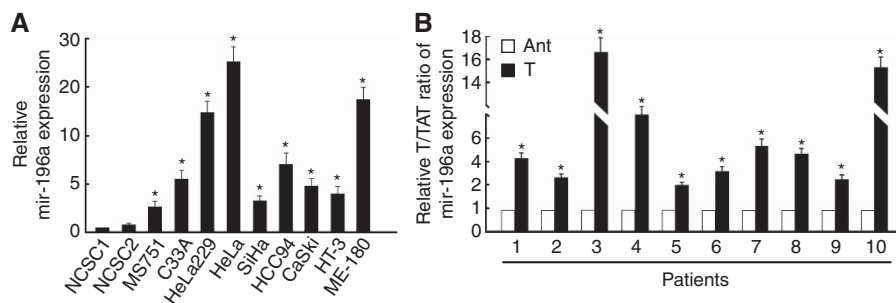 A
Relative
mir-196a expression
30
20
10
5
0
*
*
*
*
*
*
*
*
*
NCSC1
NCSC2
MS751
C33A
HeLa229
HeLa
SiHa
HCC94
CaSki
HT-3
ME-180
B
Relative T/TAT ratio of
mir-196a expression
18
16
14
6
4
2
1
0
Ant
T
*
*
*
*
*
*
*
*
*
*
1 2 3 4 5 6 7 8 9 10
Patients